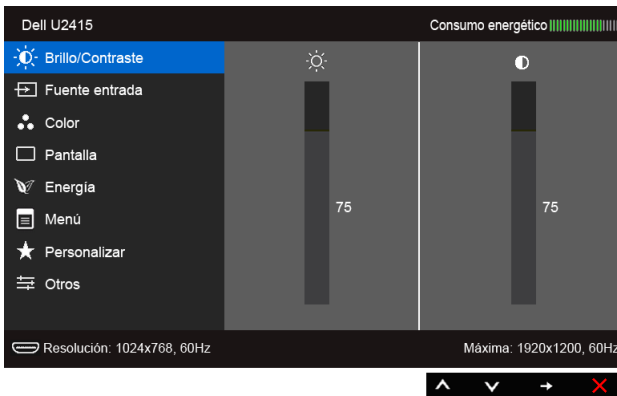 Dell U2415
Consumo energético
Brillo/Contraste
Fuente entrada
Color
Pantalla
Energía
Menú
Personalizar
Otros
75
75
Resolución: 1024x768, 60Hz
Máxima: 1920x1200, 60Hz